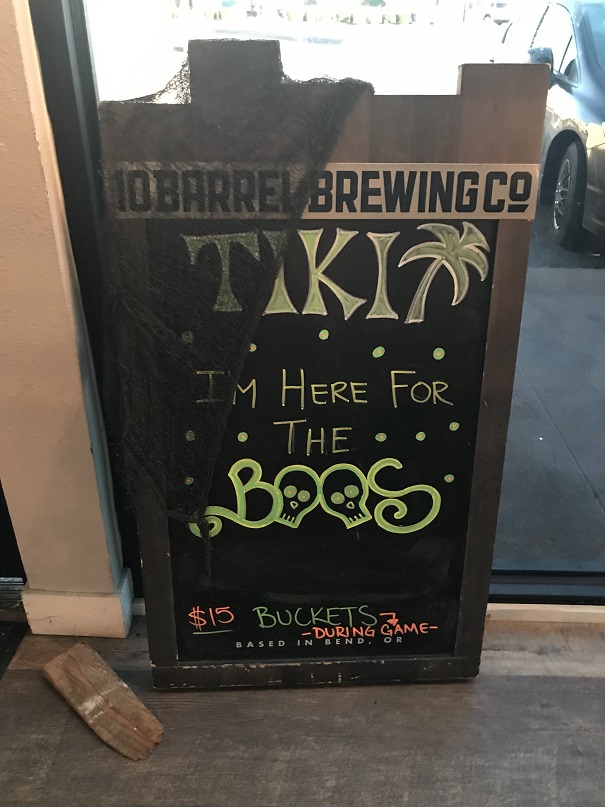 10 BARREL BREWING CO
TIKI
I'M HERE FOR
THE
BOOS
$15 BUCKETS
-DURING GAME-
BASED IN BEND, OR